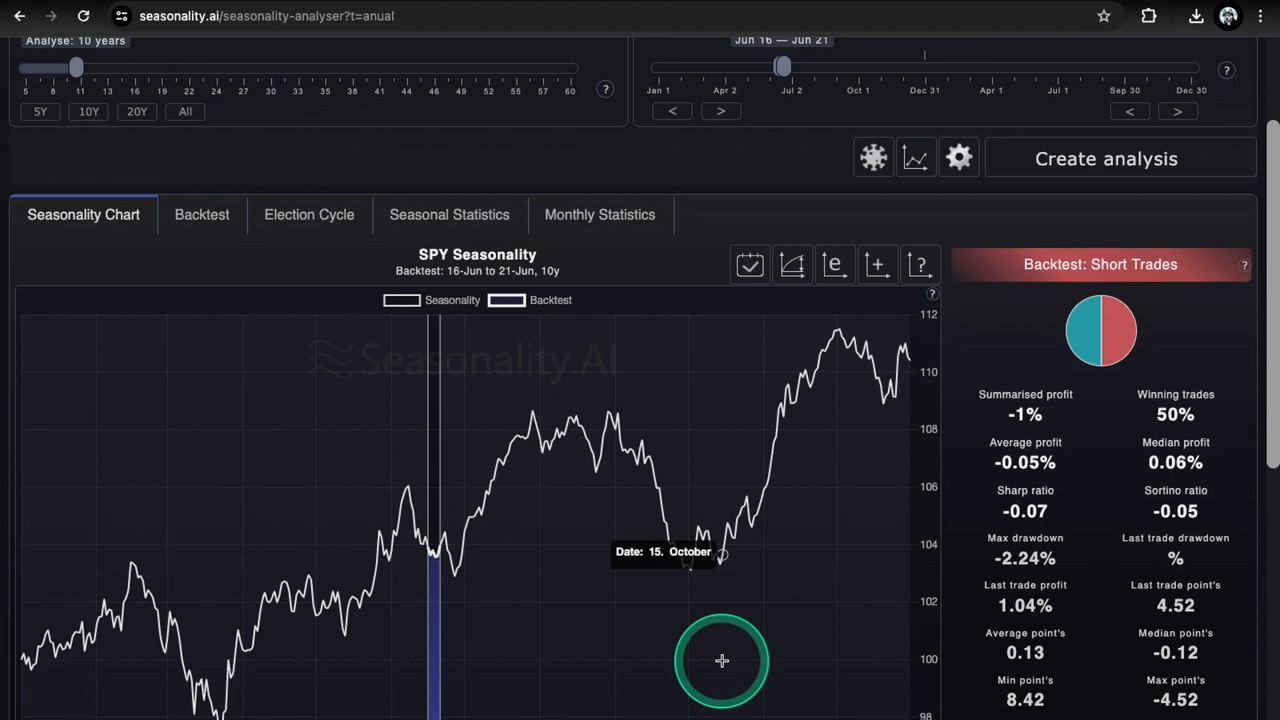 seasonality.ai/seasonality-analyser?t=anual
Analyse: 10 years
Jun 16 — Jun 21
5 7 9 11 13 16 19 22 24 27 30 33 35 38 41 44 46 49 52 54 57 60
?
Jan 1 Apr 2 Jul 2 Oct 1 Dec 31 Apr 1 Jul 1 Sep 30 Dec 30
?
5Y 10Y 20Y All
< > < >
Create analysis
Seasonality Chart Backtest Election Cycle Seasonal Statistics Monthly Statistics
SPY Seasonality
Backtest: 16-Jun to 21-Jun, 10y
e + ?
Backtest: Short Trades ?
Seasonality Backtest ?
Seasonality.AI
112
110
108
106
104
102
100
98
Date: 15. October
Summarised profit Winning trades
-1% 50%
Average profit Median profit
-0.05% 0.06%
Sharp ratio Sortino ratio
-0.07 -0.05
Max drawdown Last trade drawdown
-2.24% %
Last trade profit Last trade point's
1.04% 4.52
Average point's Median point's
0.13 -0.12
Min point's Max point's
8.42 -4.52